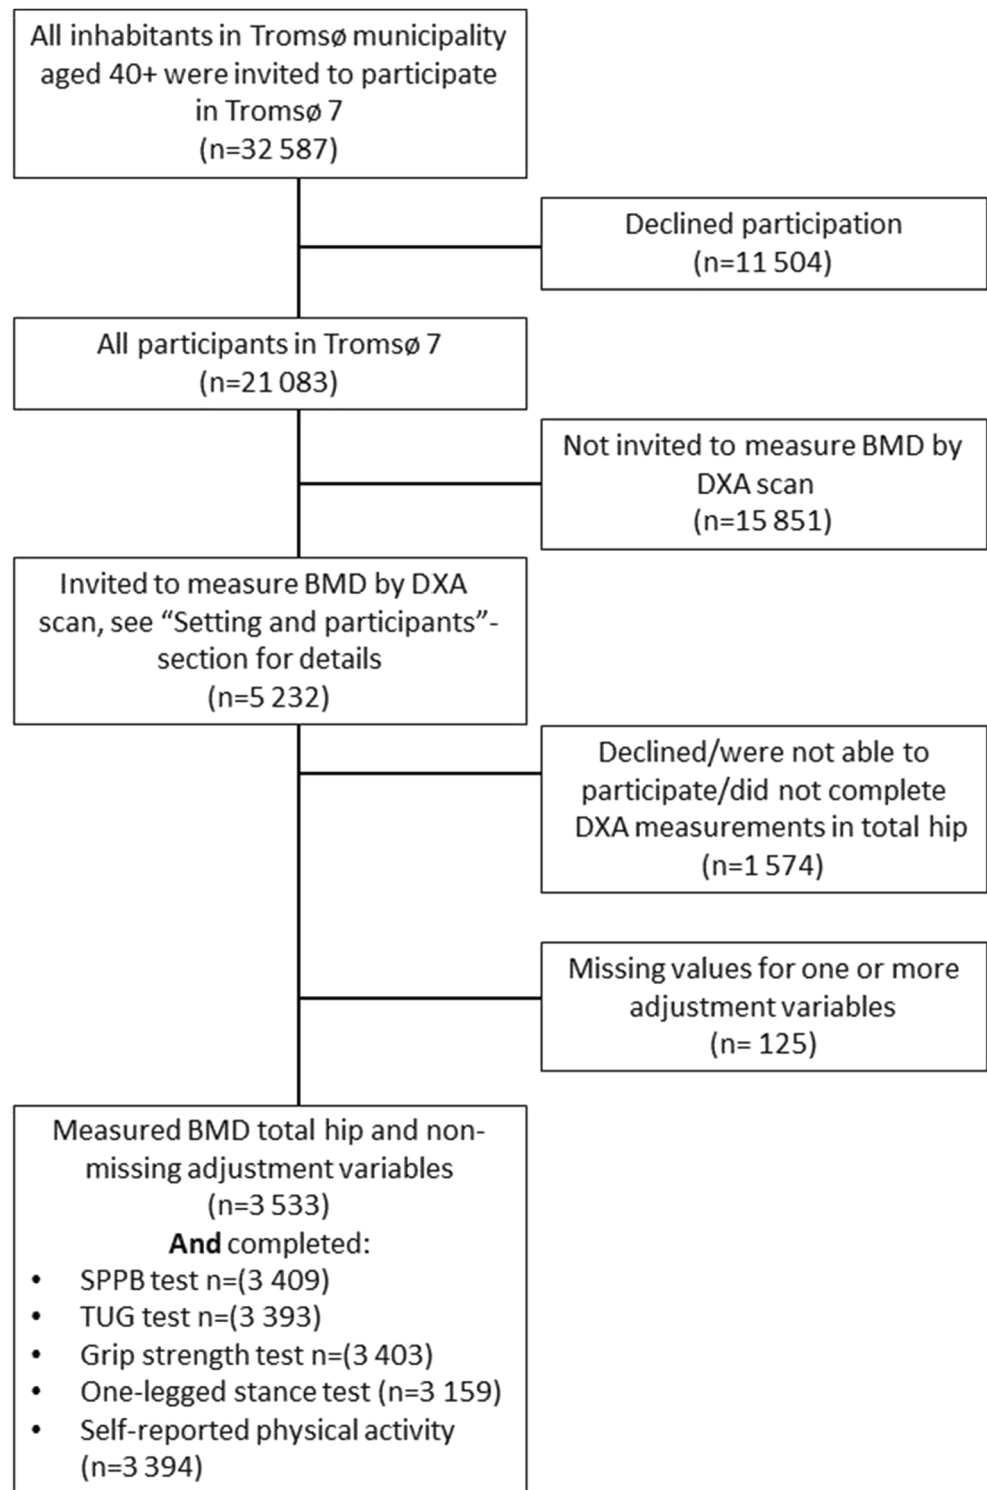 All inhabitants in Tromsø municipality
aged 40+ were invited to participate
in Tromsø 7
(n=32 587)
Declined participation
(n=11 504)
All participants in Tromsø 7
(n=21 083)
Not invited to measure BMD by
DXA scan
(n=15 851)
Invited to measure BMD by DXA
scan, see “Setting and participants”-
section for details
(n=5 232)
Declined/were not able to
participate/did not complete
DXA measurements in total hip
(n=1 574)
Missing values for one or more
adjustment variables
(n= 125)
Measured BMD total hip and non-
missing adjustment variables
(n=3 533)
And completed:
• SPPB test n=(3 409)
• TUG test n=(3 393)
• Grip strength test n=(3 403)
• One-legged stance test (n=3 159)
• Self-reported physical activity
(n=3 394)